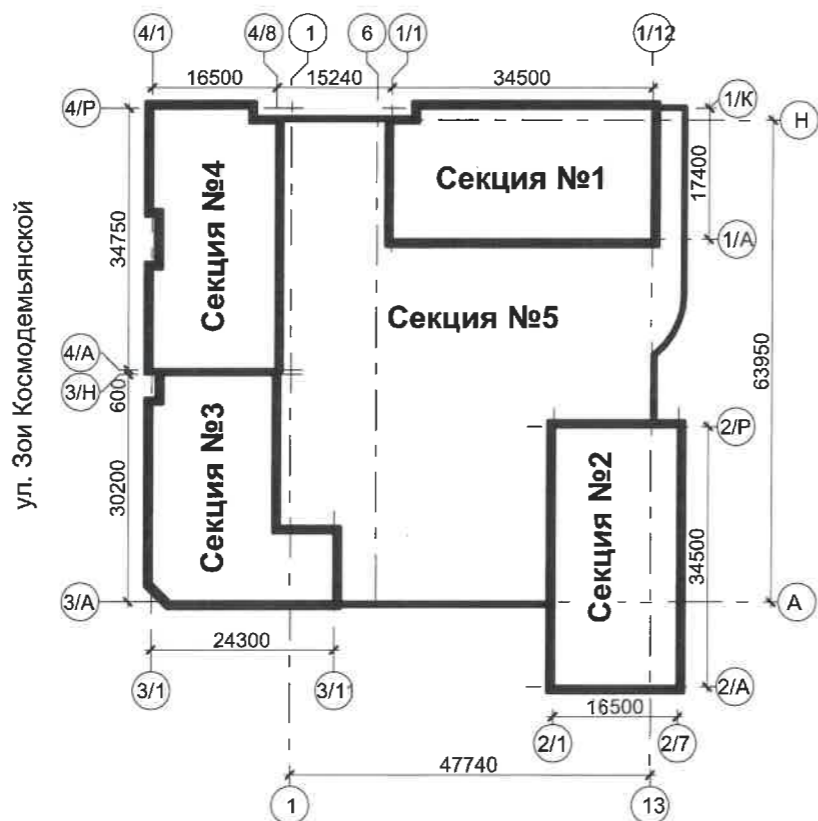 4/1
4/8
1
6
1/1
1/12
16500
15240
34500
4/Р
1/К
Н
Секция №1
17400
Секция №4
34750
1/А
ул. Зои Космодемьянской
Секция №5
63950
4/А
600
3/Н
Секция №3
30200
2/Р
Секция №2
34500
3/А
А
24300
3/1
3/11
2/А
16500
2/1
2/7
47740
1
13